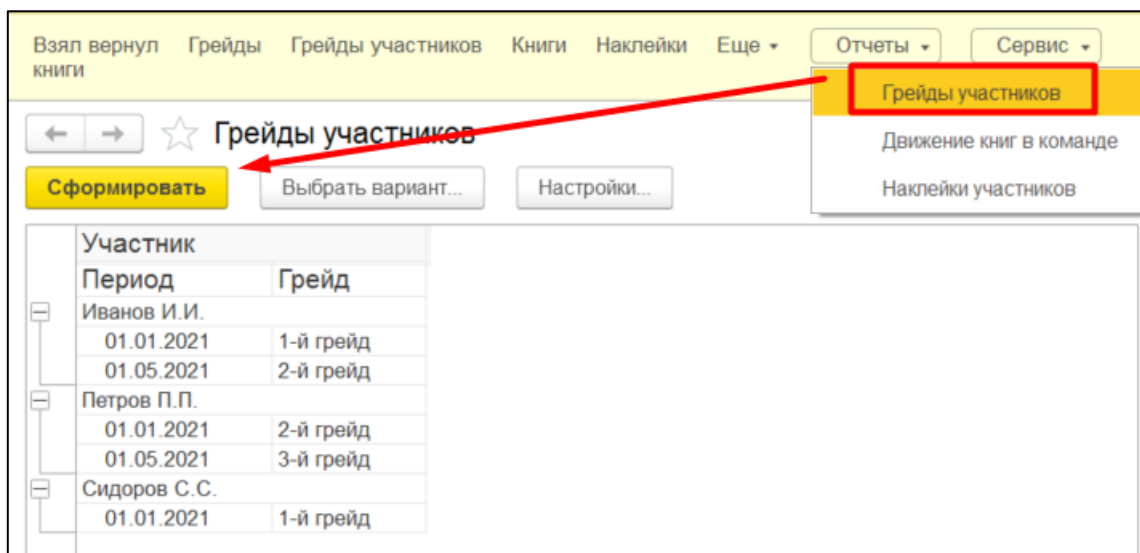 Взял вернул книги Грейды Грейды участников Книги Наклейки Еще Отчеты Сервис
Грейды участников
Движение книг в команде
Наклейки участников
Грейды участников
Сформировать Выбрать вариант... Настройки...
Участник
Период Грейд
Иванов И.И.
01.01.2021 1-й грейд
01.05.2021 2-й грейд
Петров П.П.
01.01.2021 2-й грейд
01.05.2021 3-й грейд
Сидоров С.С.
01.01.2021 1-й грейд